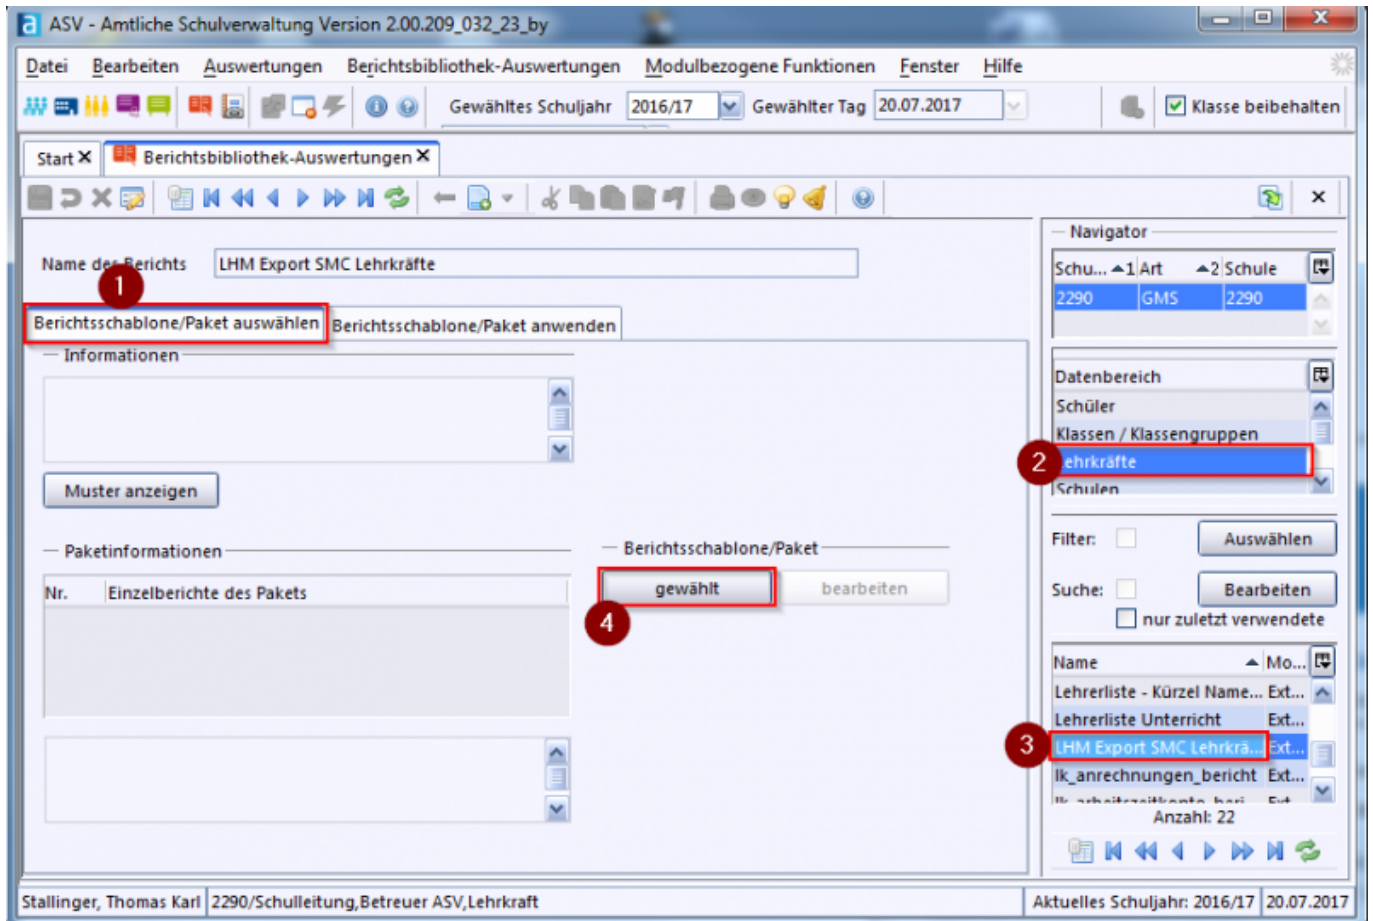 ASV - Amtliche Schulverwaltung Version 2.00.209_032_23_by
Datei Bearbeiten Auswertungen Berichtsbibliothek-Auswertungen Modulbezogene Funktionen Fenster Hilfe
Gewähltes Schuljahr 2016/17 Gewählter Tag 20.07.2017 Klasse beibehalten
Start Berichtsbibliothek-Auswertungen
Navigator
Name des Berichts LHM Export SMC Lehrkräfte
Schu... 1 Art 2 Schule
2290 GMS 2290
1
Berichtsschablone/Paket auswählen Berichtsschablone/Paket anwenden
Informationen
Datenbereich
Schüler
Klassen / Klassengruppen
2 Lehrkräfte
Schulen
Muster anzeigen
Filter: Auswählen
Paketinformationen Berichtsschablone/Paket
Nr. Einzelberichte des Pakets gewählt bearbeiten
4
Suche: Bearbeiten
nur zuletzt verwendete
Name Mo...
Lehrerliste - Kürzel Name... Ext...
Lehrerliste Unterricht Ext...
3 LHM Export SMC Lehrkrä... Ext...
lk_anrechnungen_bericht Ext...
lk_arbeitszeitkonto_beri... Ext...
Anzahl: 22
Stallinger, Thomas Karl 2290/Schulleitung,Betreuer ASV,Lehrkraft Aktuelles Schuljahr: 2016/17 20.07.2017